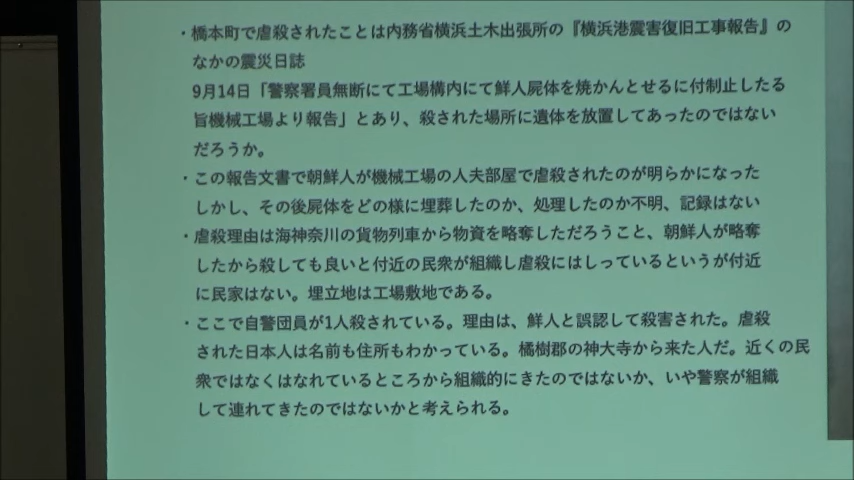 ・橋本町で虐殺されたことは内務省横浜土木出張所の『横浜港震害復旧工事報告』の
なかの震災日誌
9月14日「警察署員無断にて工場構内にて鮮人屍体を焼かんとせるに付制止したる
旨機械工場より報告」とあり、殺された場所に遺体を放置してあったのではない
だろうか。
・この報告文書で朝鮮人が機械工場の人夫部屋で虐殺されたのが明らかになった
しかし、その後屍体をどの様に埋葬したのか、処理したのか不明、記録はない
・虐殺理由は海神奈川の貨物列車から物資を略奪しただろうこと、朝鮮人が略奪
したから殺しても良いと付近の民衆が組織し虐殺にはしっているというが付近
に民家はない。埋立地は工場敷地である。
・ここで自警団員が1人殺されている。理由は、鮮人と誤認して殺害された。虐殺
された日本人は名前も住所もわかっている。橘樹郡の神大寺から来た人だ。近くの民
衆ではなくはなれているところから組織的にきたのではないか、いや警察が組織
して連れてきたのではないかと考えられる。